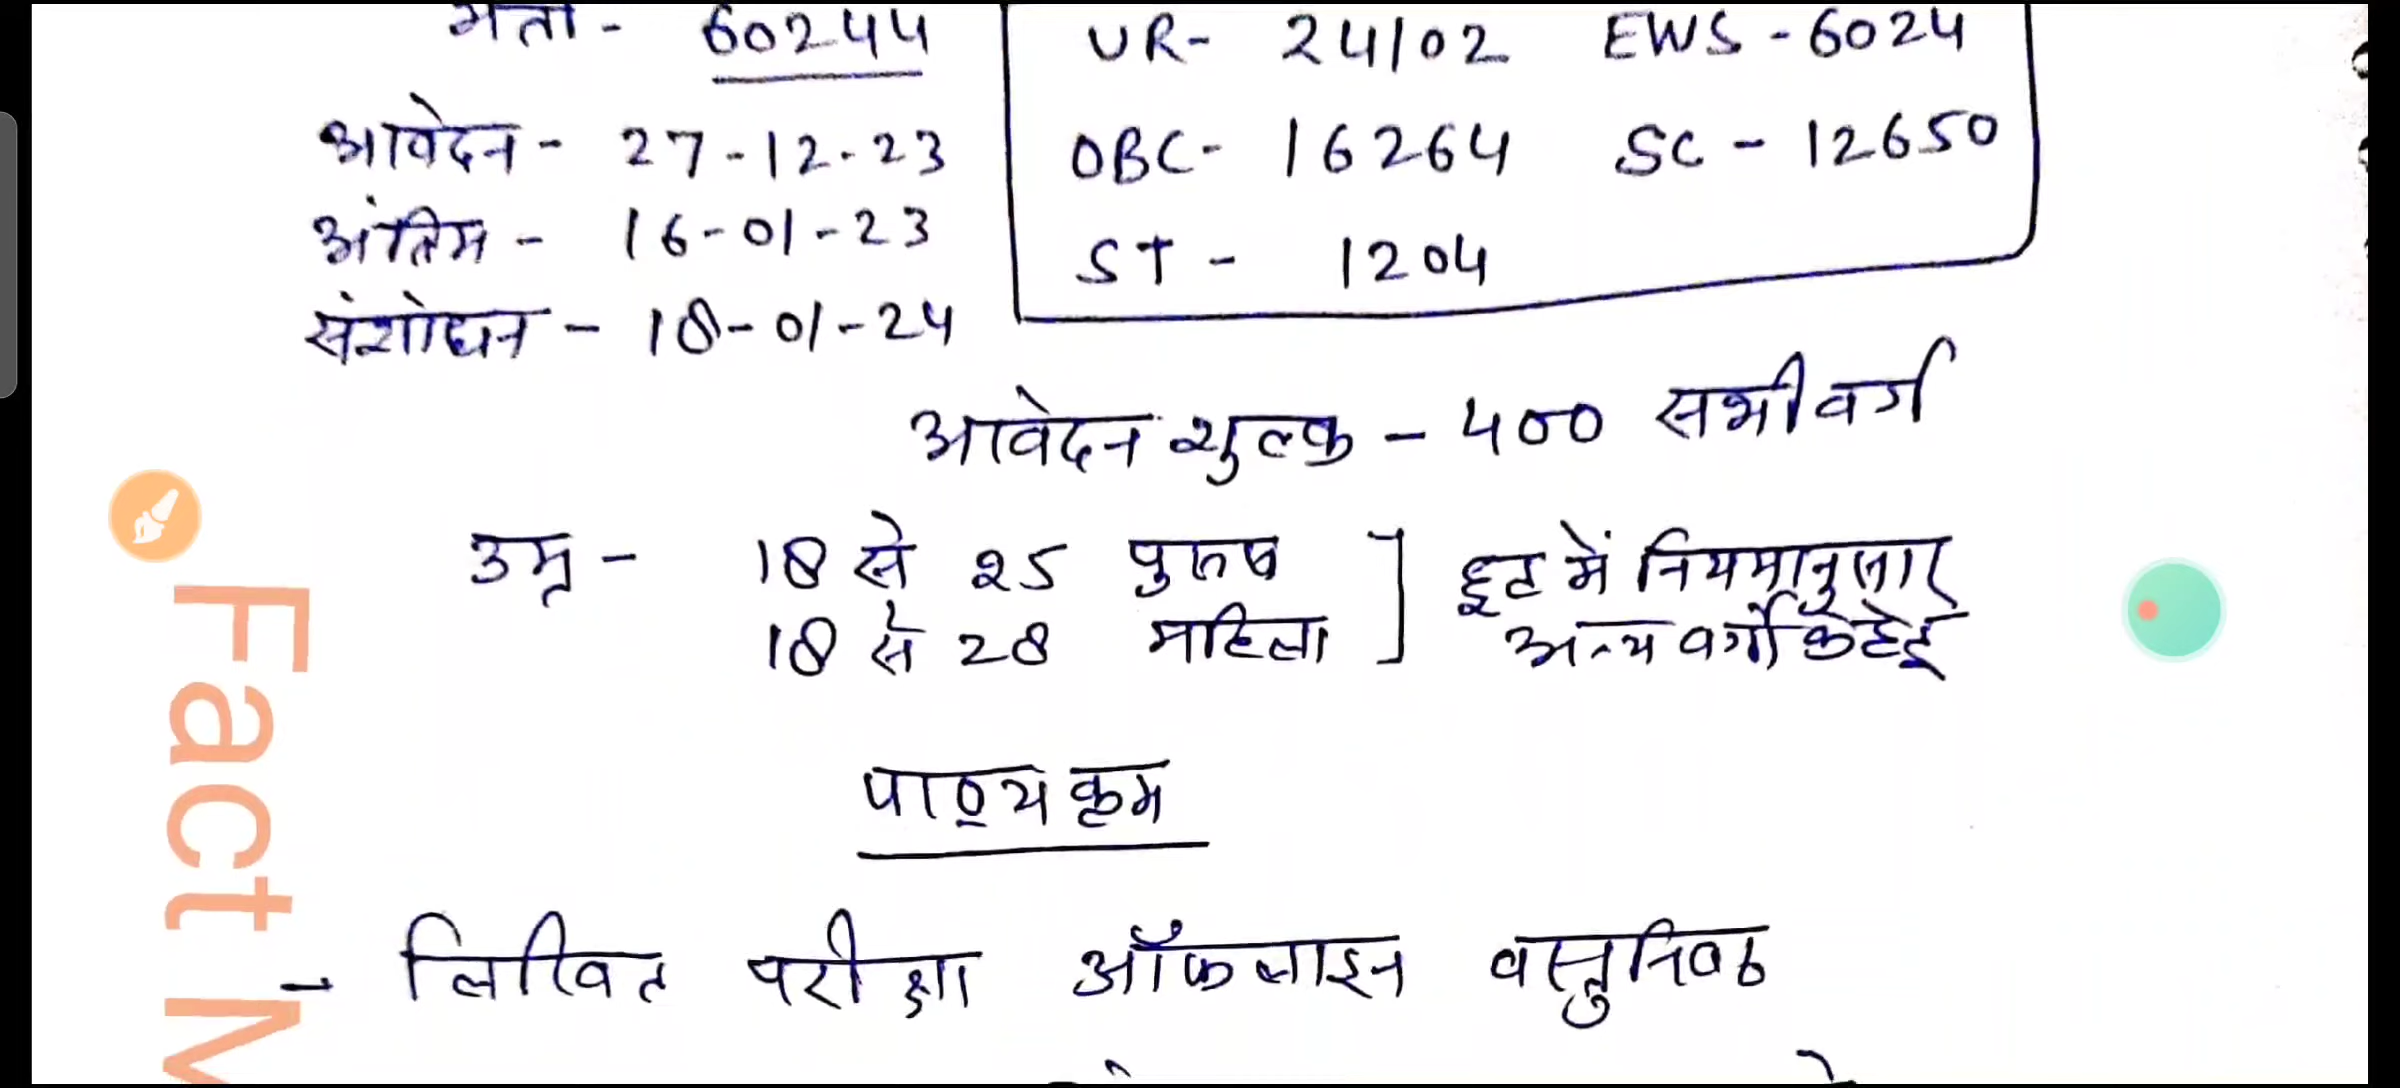 भर्ती - 60244
UR- 24102 EWS - 6024
आवेदन - 27-12-23
OBC- 16264 SC - 12650
अंतिम - 16-01-23
ST - 1204
संशोधन - 18-01-24
आवेदन शुल्क - 400 सभी वर्ग
उम्र - 18 से 25 पुरुष ] छूट में नियमानुसार
18 से 28 महिला ] अन्य वर्गों के हेतु
पाठ्यक्रम
- लिखित परीक्षा ऑफलाइन वस्तुनिष्ठ
Fact M